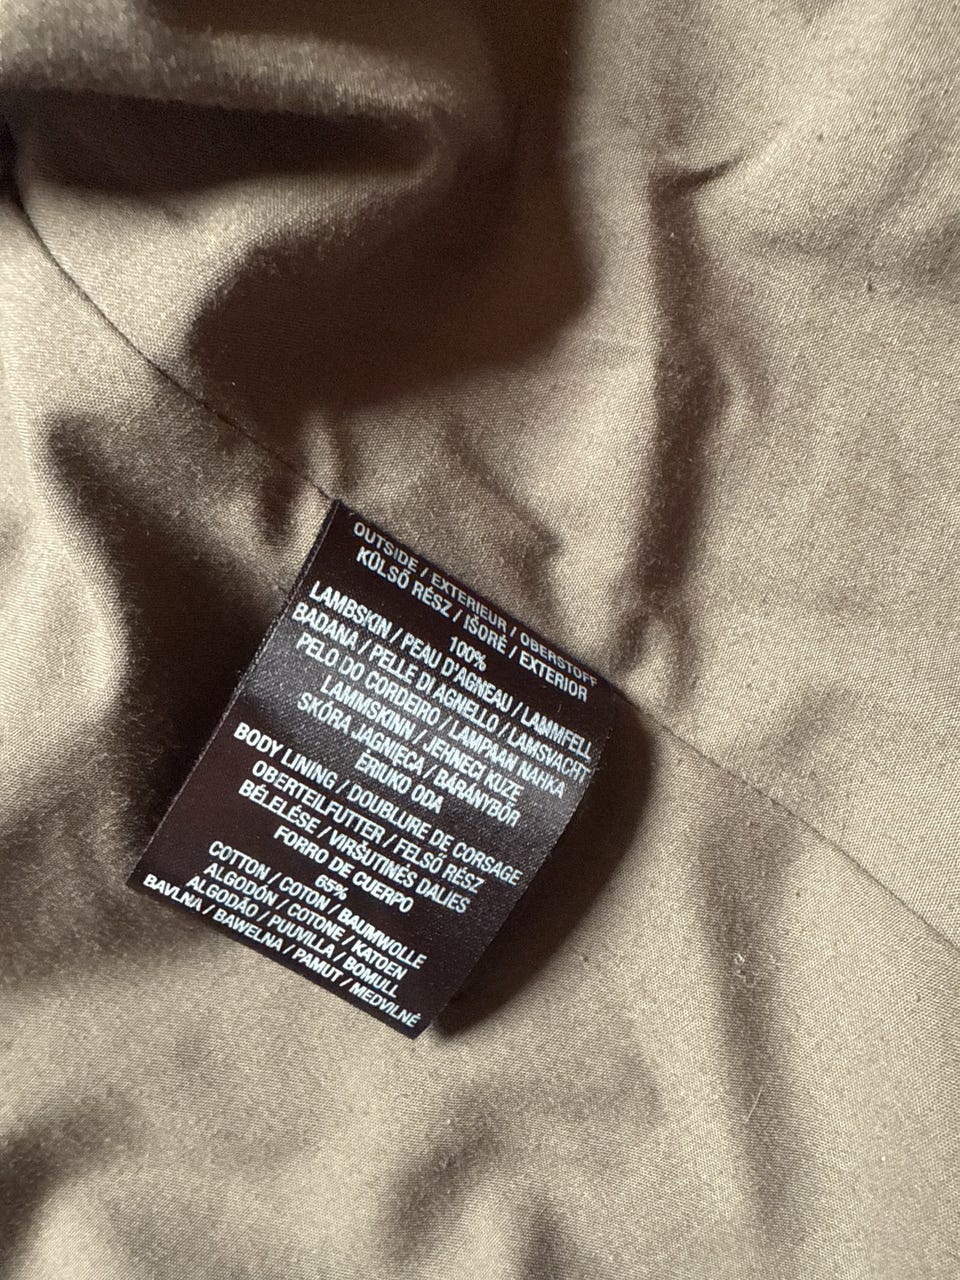 OUTSIDE / EXTERIEUR / OBERSTOFF
KÜLSŐ RÉSZ / IŠORĖ / EXTERIOR
100%
LAMBSKIN / PEAU D'AGNEAU / LAMMFELL
BADANA / PELLE DI AGNELLO / LAMSVACHT
PELO DO CORDEIRO / LAMPAAN NAHKA
LAMMSKINN / JEHNECI KUZE
SKÓRA JAGNIĘCA / BÁRÁNYBŐR
ĖRIUKO ODA
BODY LINING / DOUBLURE DE CORSAGE
OBERTEILFUTTER / FELSŐ RÉSZ
BÉLELÉSE / VIRŠUTINĖS DALIES
FORRO DE CUERPO
65%
COTTON / COTON / BAUMWOLLE
ALGODÓN / COTONE / KATOEN
ALGODÃO / PUUVILLA / BOMULL
BAVLNA / BAWEŁNA / PAMUT / MEDVILNĖ